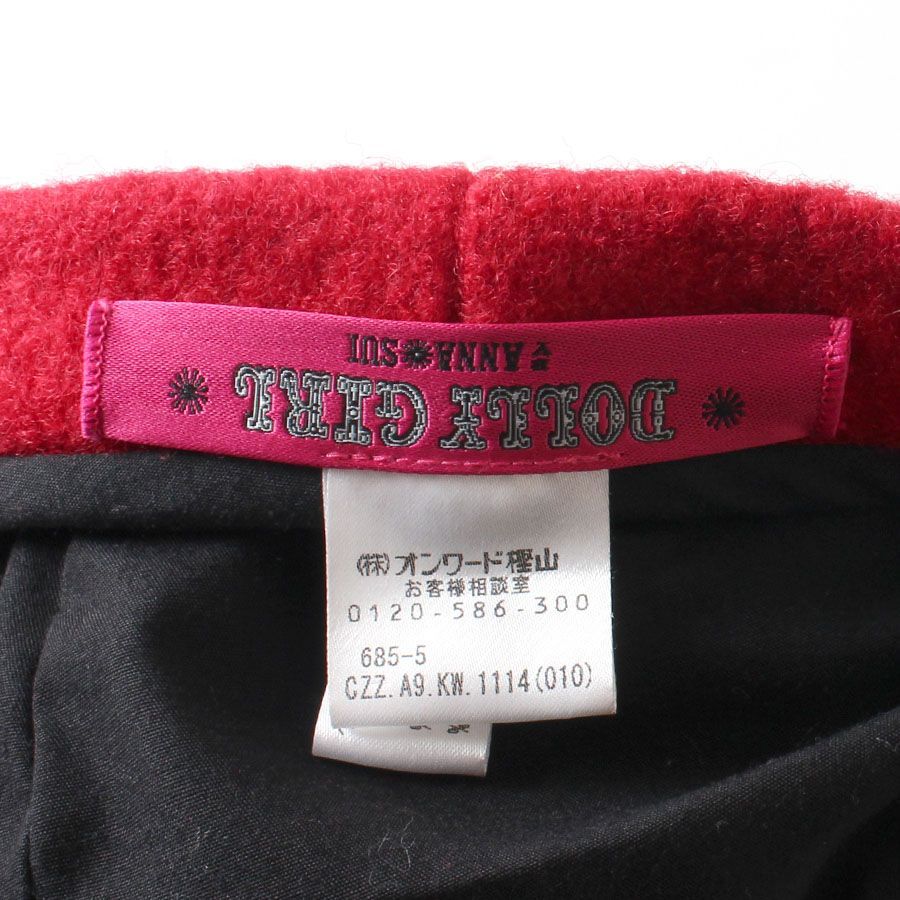 DOLLY GIRL
BY ANNA SUI
(株)オンワード樫山
お客様相談室
0120-586-300
685-5
CZZ.A9.KW.1114(010)